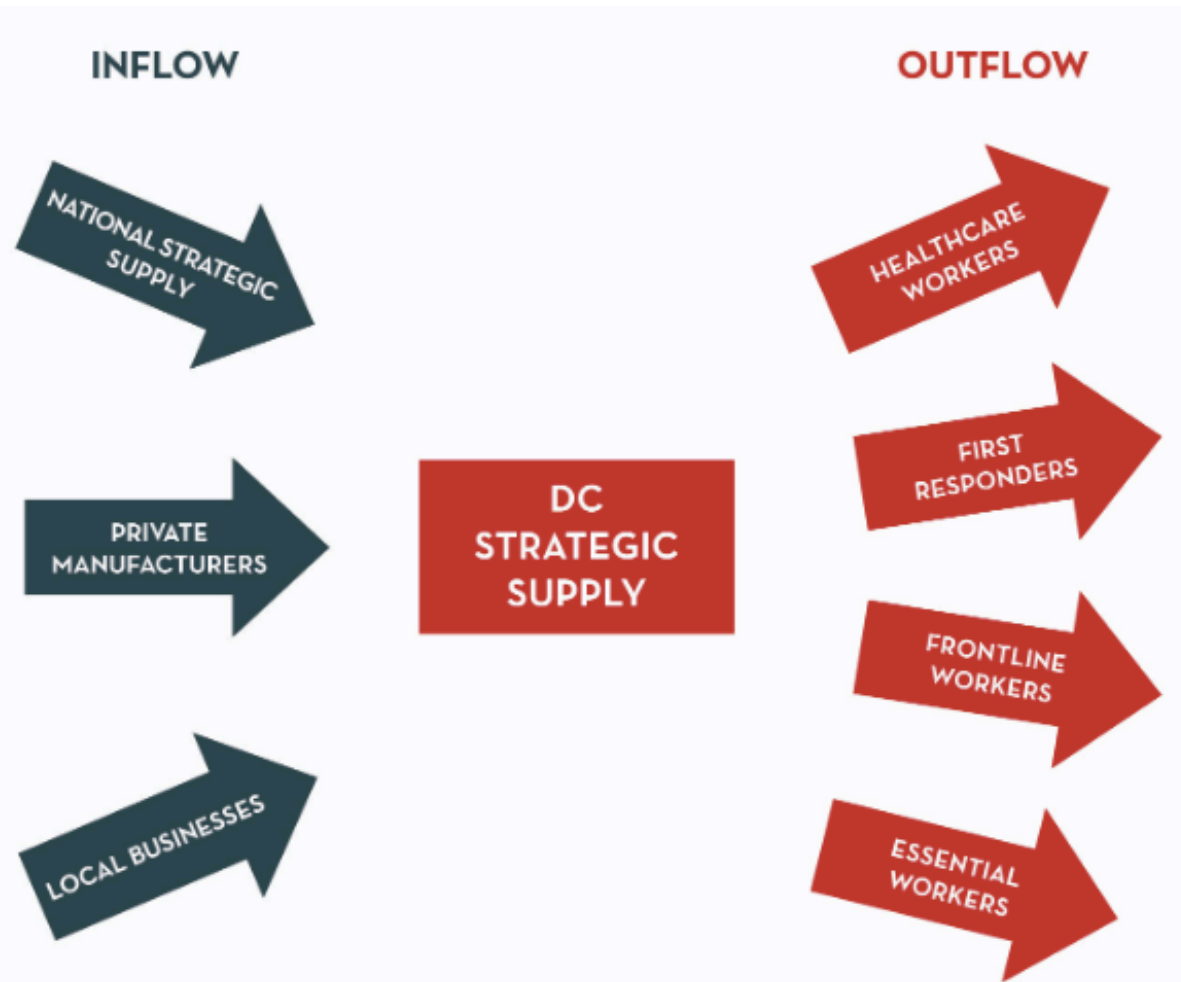 INFLOW
OUTFLOW
NATIONAL STRATEGIC
SUPPLY
PRIVATE
MANUFACTURERS
LOCAL BUSINESSES
DC
STRATEGIC
SUPPLY
HEALTHCARE
WORKERS
FIRST
RESPONDERS
FRONTLINE
WORKERS
ESSENTIAL
WORKERS